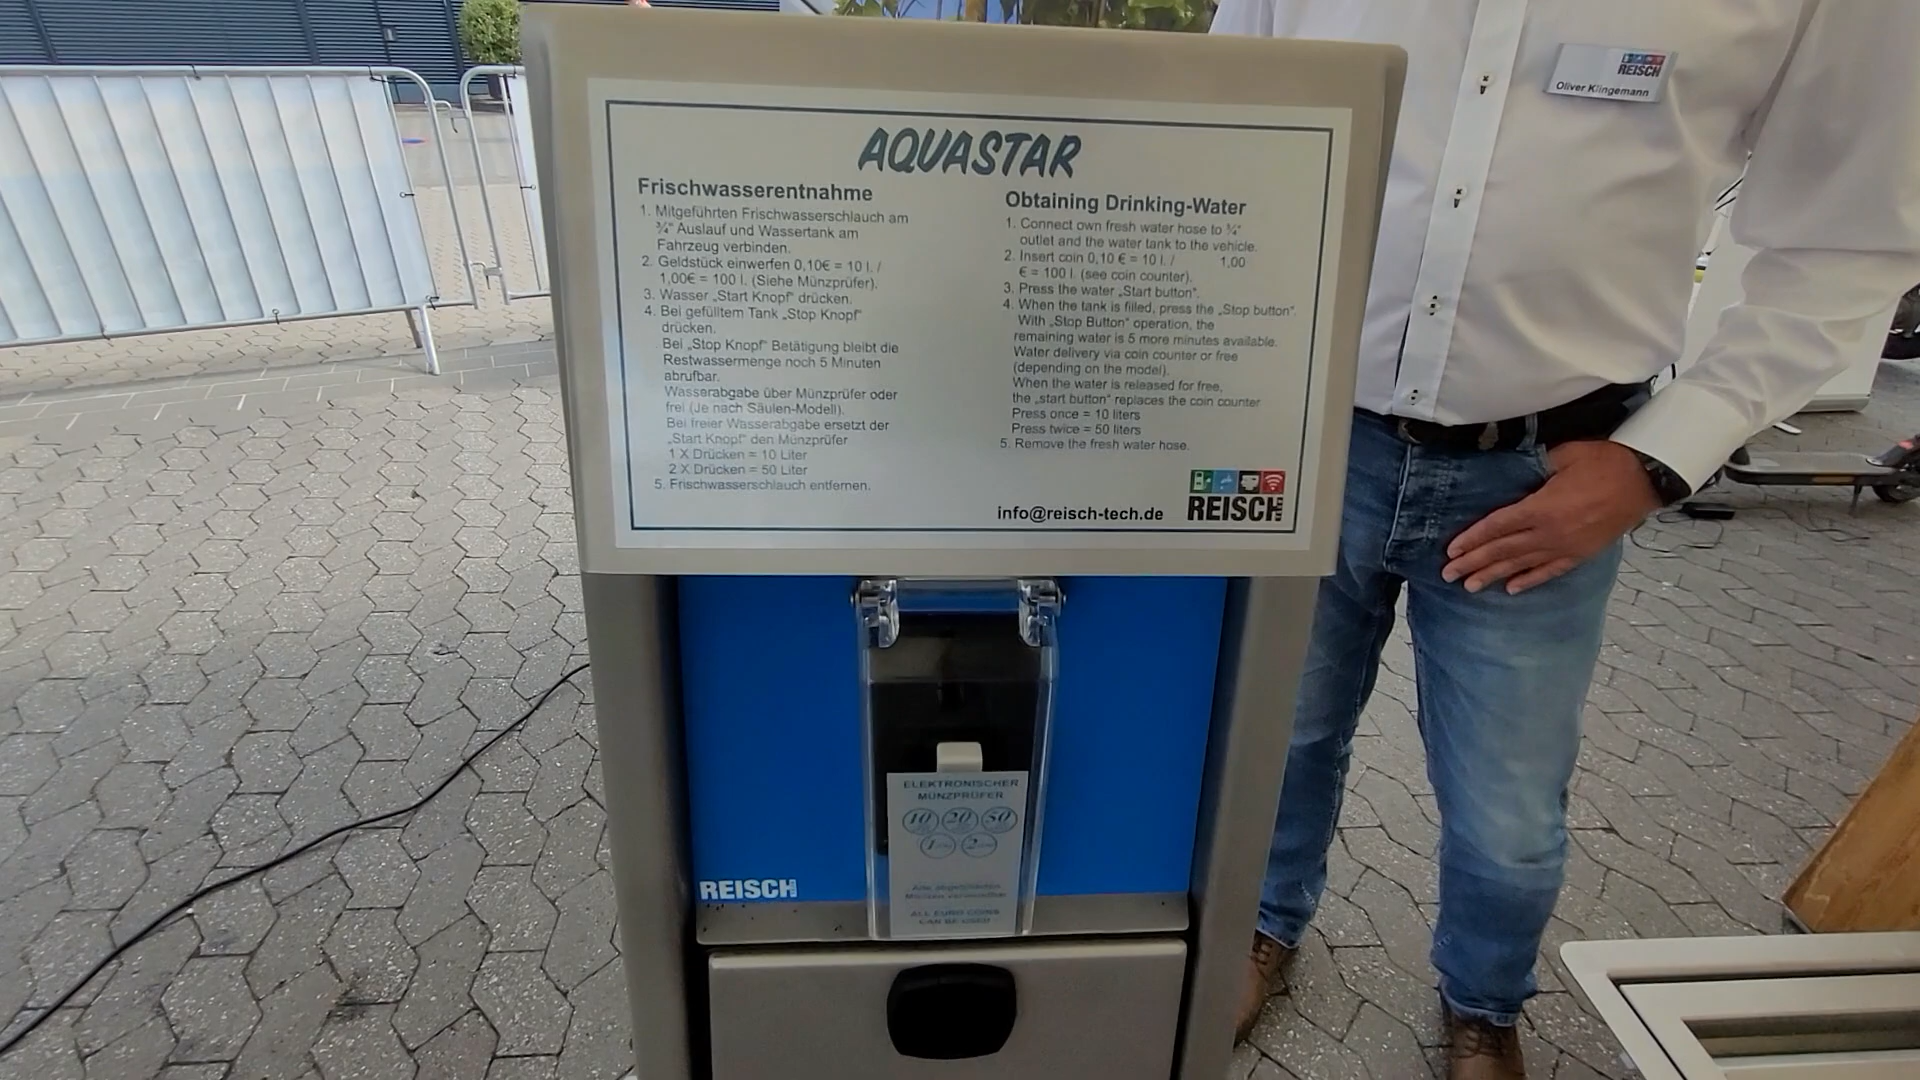 REISCH
Oliver Klingemann
AQUASTAR
Frischwasserentnahme
1. Mitgeführten Frischwasserschlauch am
¾" Auslauf und Wassertank am
Fahrzeug verbinden.
2. Geldstück einwerfen 0,10€ = 10 l. /
1,00€ = 100 l. (Siehe Münzprüfer).
3. Wasser „Start Knopf" drücken.
4. Bei gefülltem Tank „Stop Knopf"
drücken.
Bei „Stop Knopf" Betätigung bleibt die
Restwassermenge noch 5 Minuten
abrufbar.
Wasserabgabe über Münzprüfer oder
frei (Je nach Säulen-Modell).
Bei freier Wasserabgabe ersetzt der
„Start Knopf" den Münzprüfer
1 X Drücken = 10 Liter
2 X Drücken = 50 Liter
5. Frischwasserschlauch entfernen.
Obtaining Drinking-Water
1. Connect own fresh water hose to ¾"
outlet and the water tank to the vehicle.
2. Insert coin 0,10 € = 10 l. / 1,00
€ = 100 l. (see coin counter).
3. Press the water „Start button".
4. When the tank is filled, press the „Stop button".
With „Stop Button" operation, the
remaining water is 5 more minutes available.
Water delivery via coin counter or free
(depending on the model).
When the water is released for free,
the „start button" replaces the coin counter
Press once = 10 liters
Press twice = 50 liters
5. Remove the fresh water hose.
info@reisch-tech.de
REISCH
ELEKTRONISCHER
MÜNZPRÜFER
10 20 50
1 2
Alle abgebildeten
Münzen verwendbar
ALL EURO COINS
CAN BE USED
REISCH